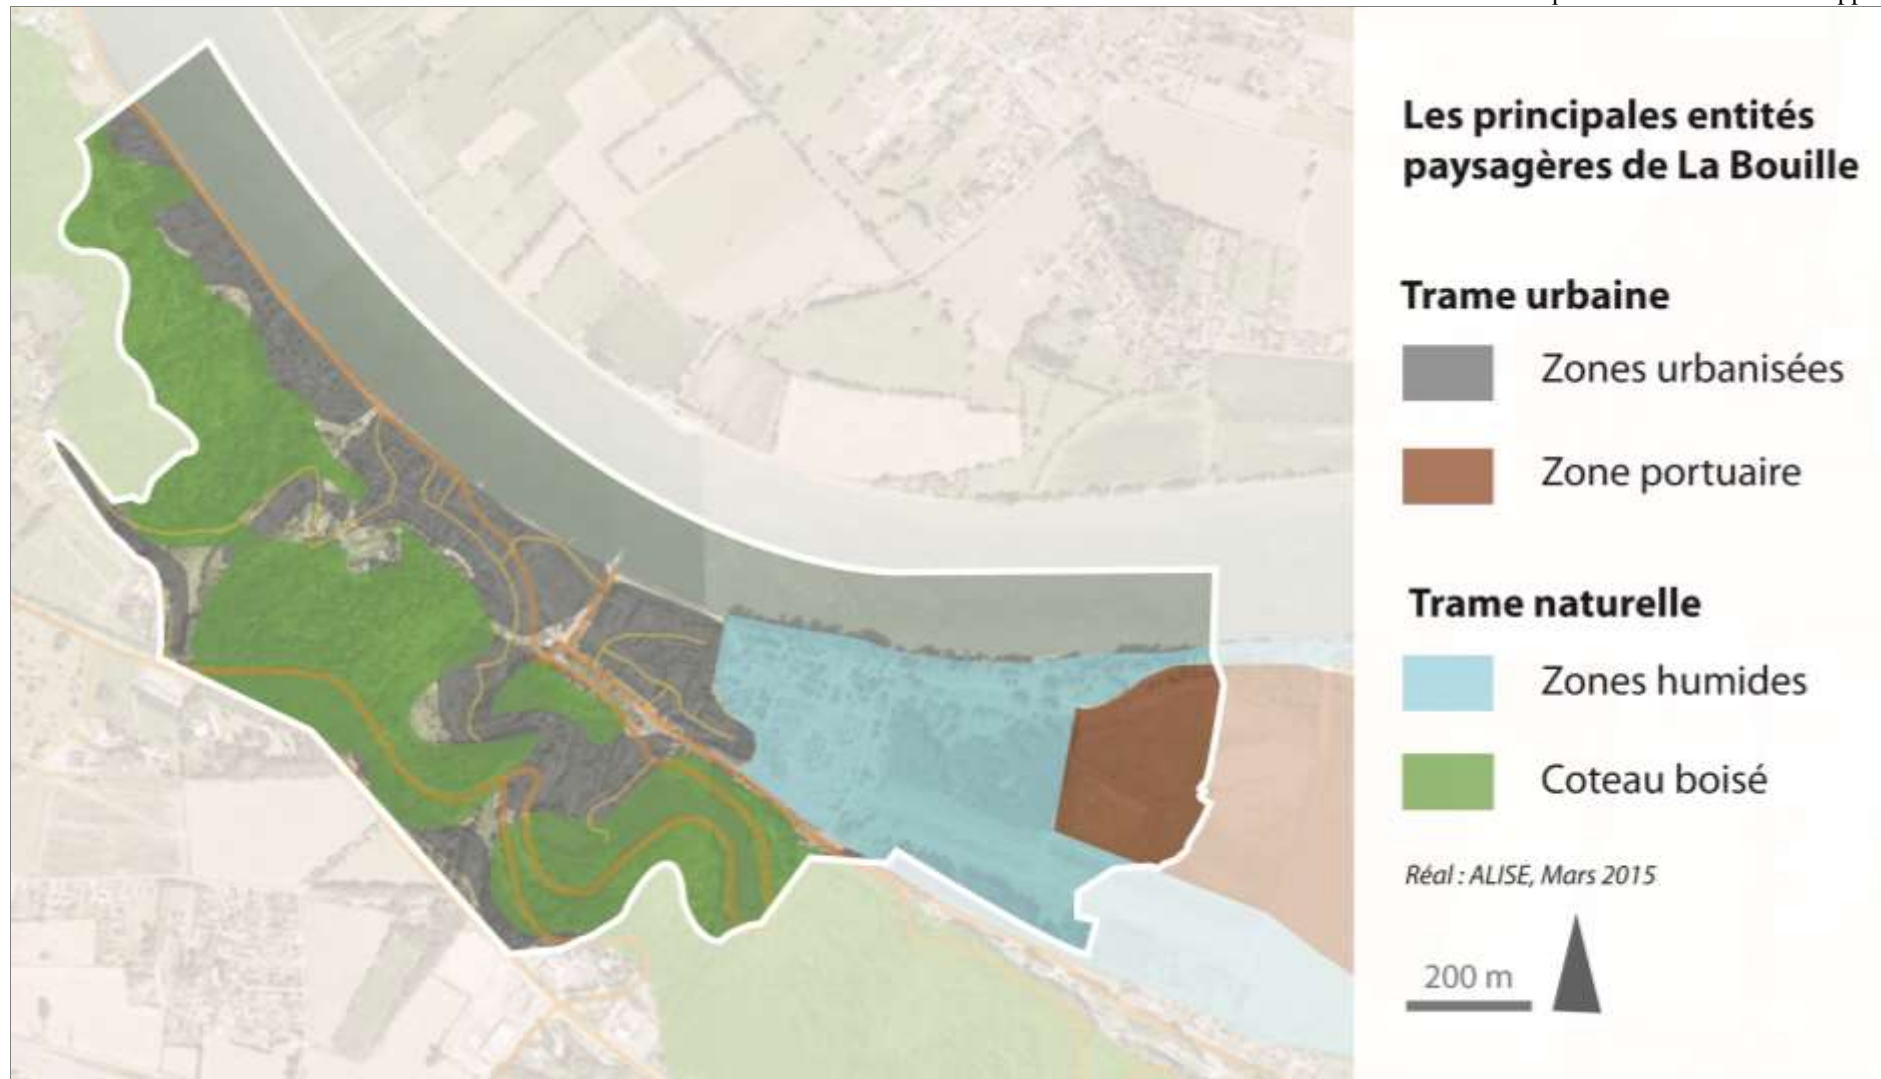 Les principales entités
paysagères de La Bouille
Trame urbaine
Zones urbanisées
Zone portuaire
Trame naturelle
Zones humides
Coteau boisé
Réal : ALISE, Mars 2015
200 m